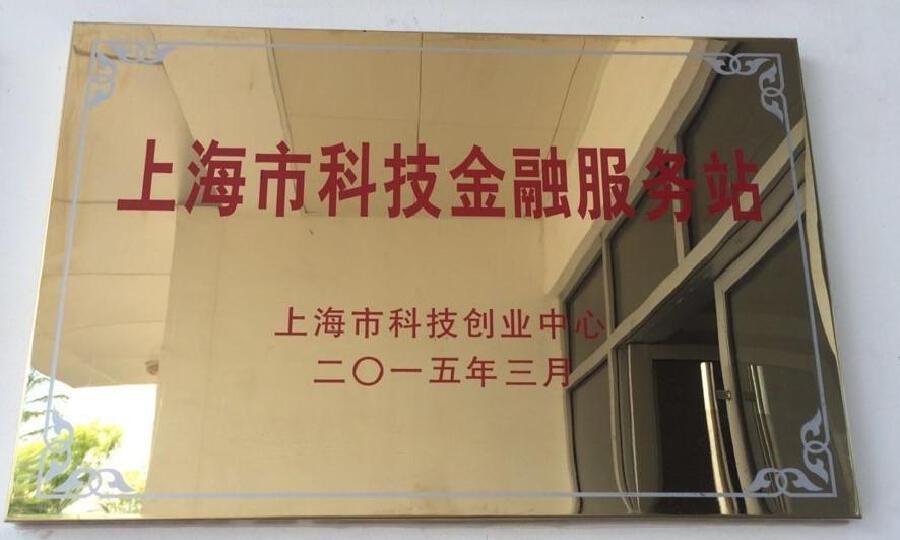 上海市科技金融服务站
上海市科技创业中心
二〇一五年三月